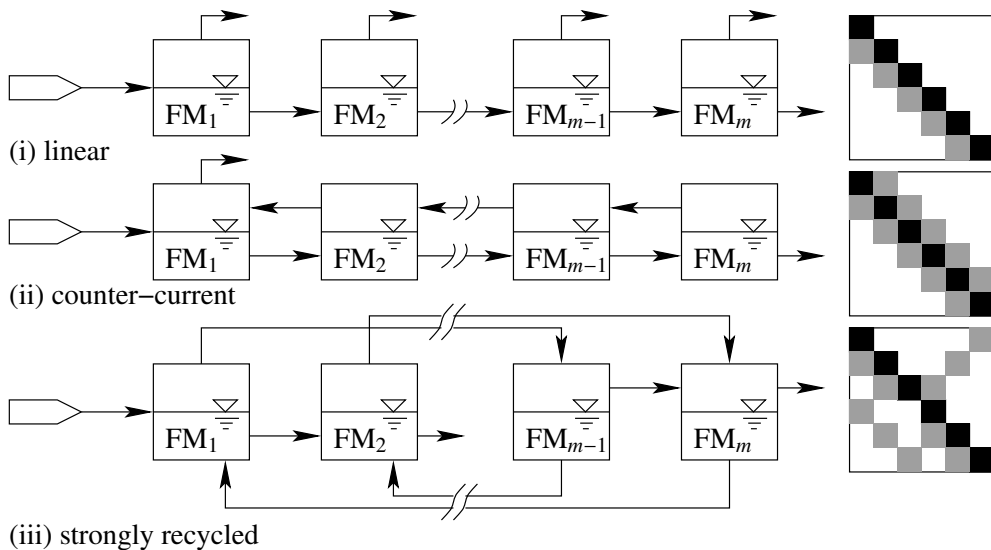 FM₁ FM₂ FMₘ₋₁ FMₘ
(i) linear
FM₁ FM₂ FMₘ₋₁ FMₘ
(ii) counter−current
FM₁ FM₂ FMₘ₋₁ FMₘ
(iii) strongly recycled